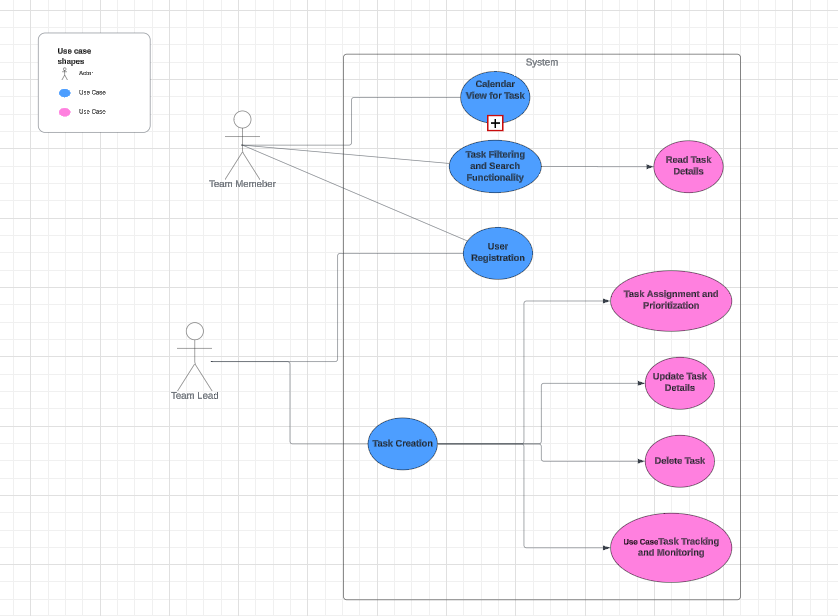 Use case
shapes
Actor
Use Case
Use Case
System
Calendar
View for Task
Task Filtering
and Search
Functionality
Read Task
Details
Team Memeber
User
Registration
Task Assignment and
Prioritization
Team Lead
Update Task
Details
Task Creation
Delete Task
Use CaseTask Tracking
and Monitoring